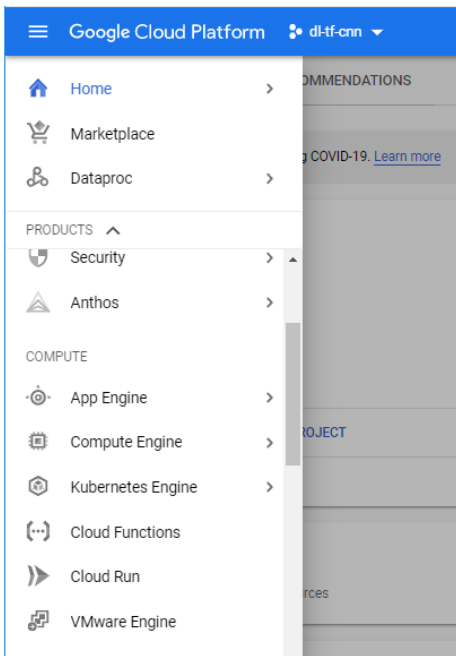 Google Cloud Platform dl-tf-cnn
Home
OMMENDATIONS
Marketplace
g COVID-19. Learn more
Dataproc
PRODUCTS
Security
Anthos
COMPUTE
App Engine
ROJECT
Compute Engine
Kubernetes Engine
Cloud Functions
Cloud Run
rces
VMware Engine